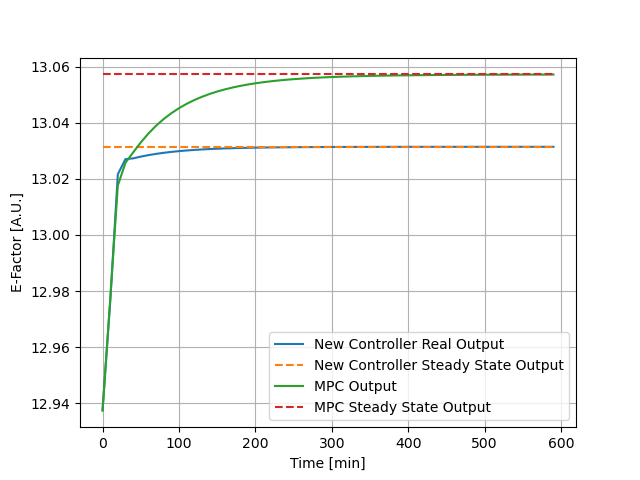 13.06
13.04
13.02
13.00
12.98
12.96
12.94
E-Factor [A.U.]
New Controller Real Output
New Controller Steady State Output
MPC Output
MPC Steady State Output
0 100 200 300 400 500 600
Time [min]